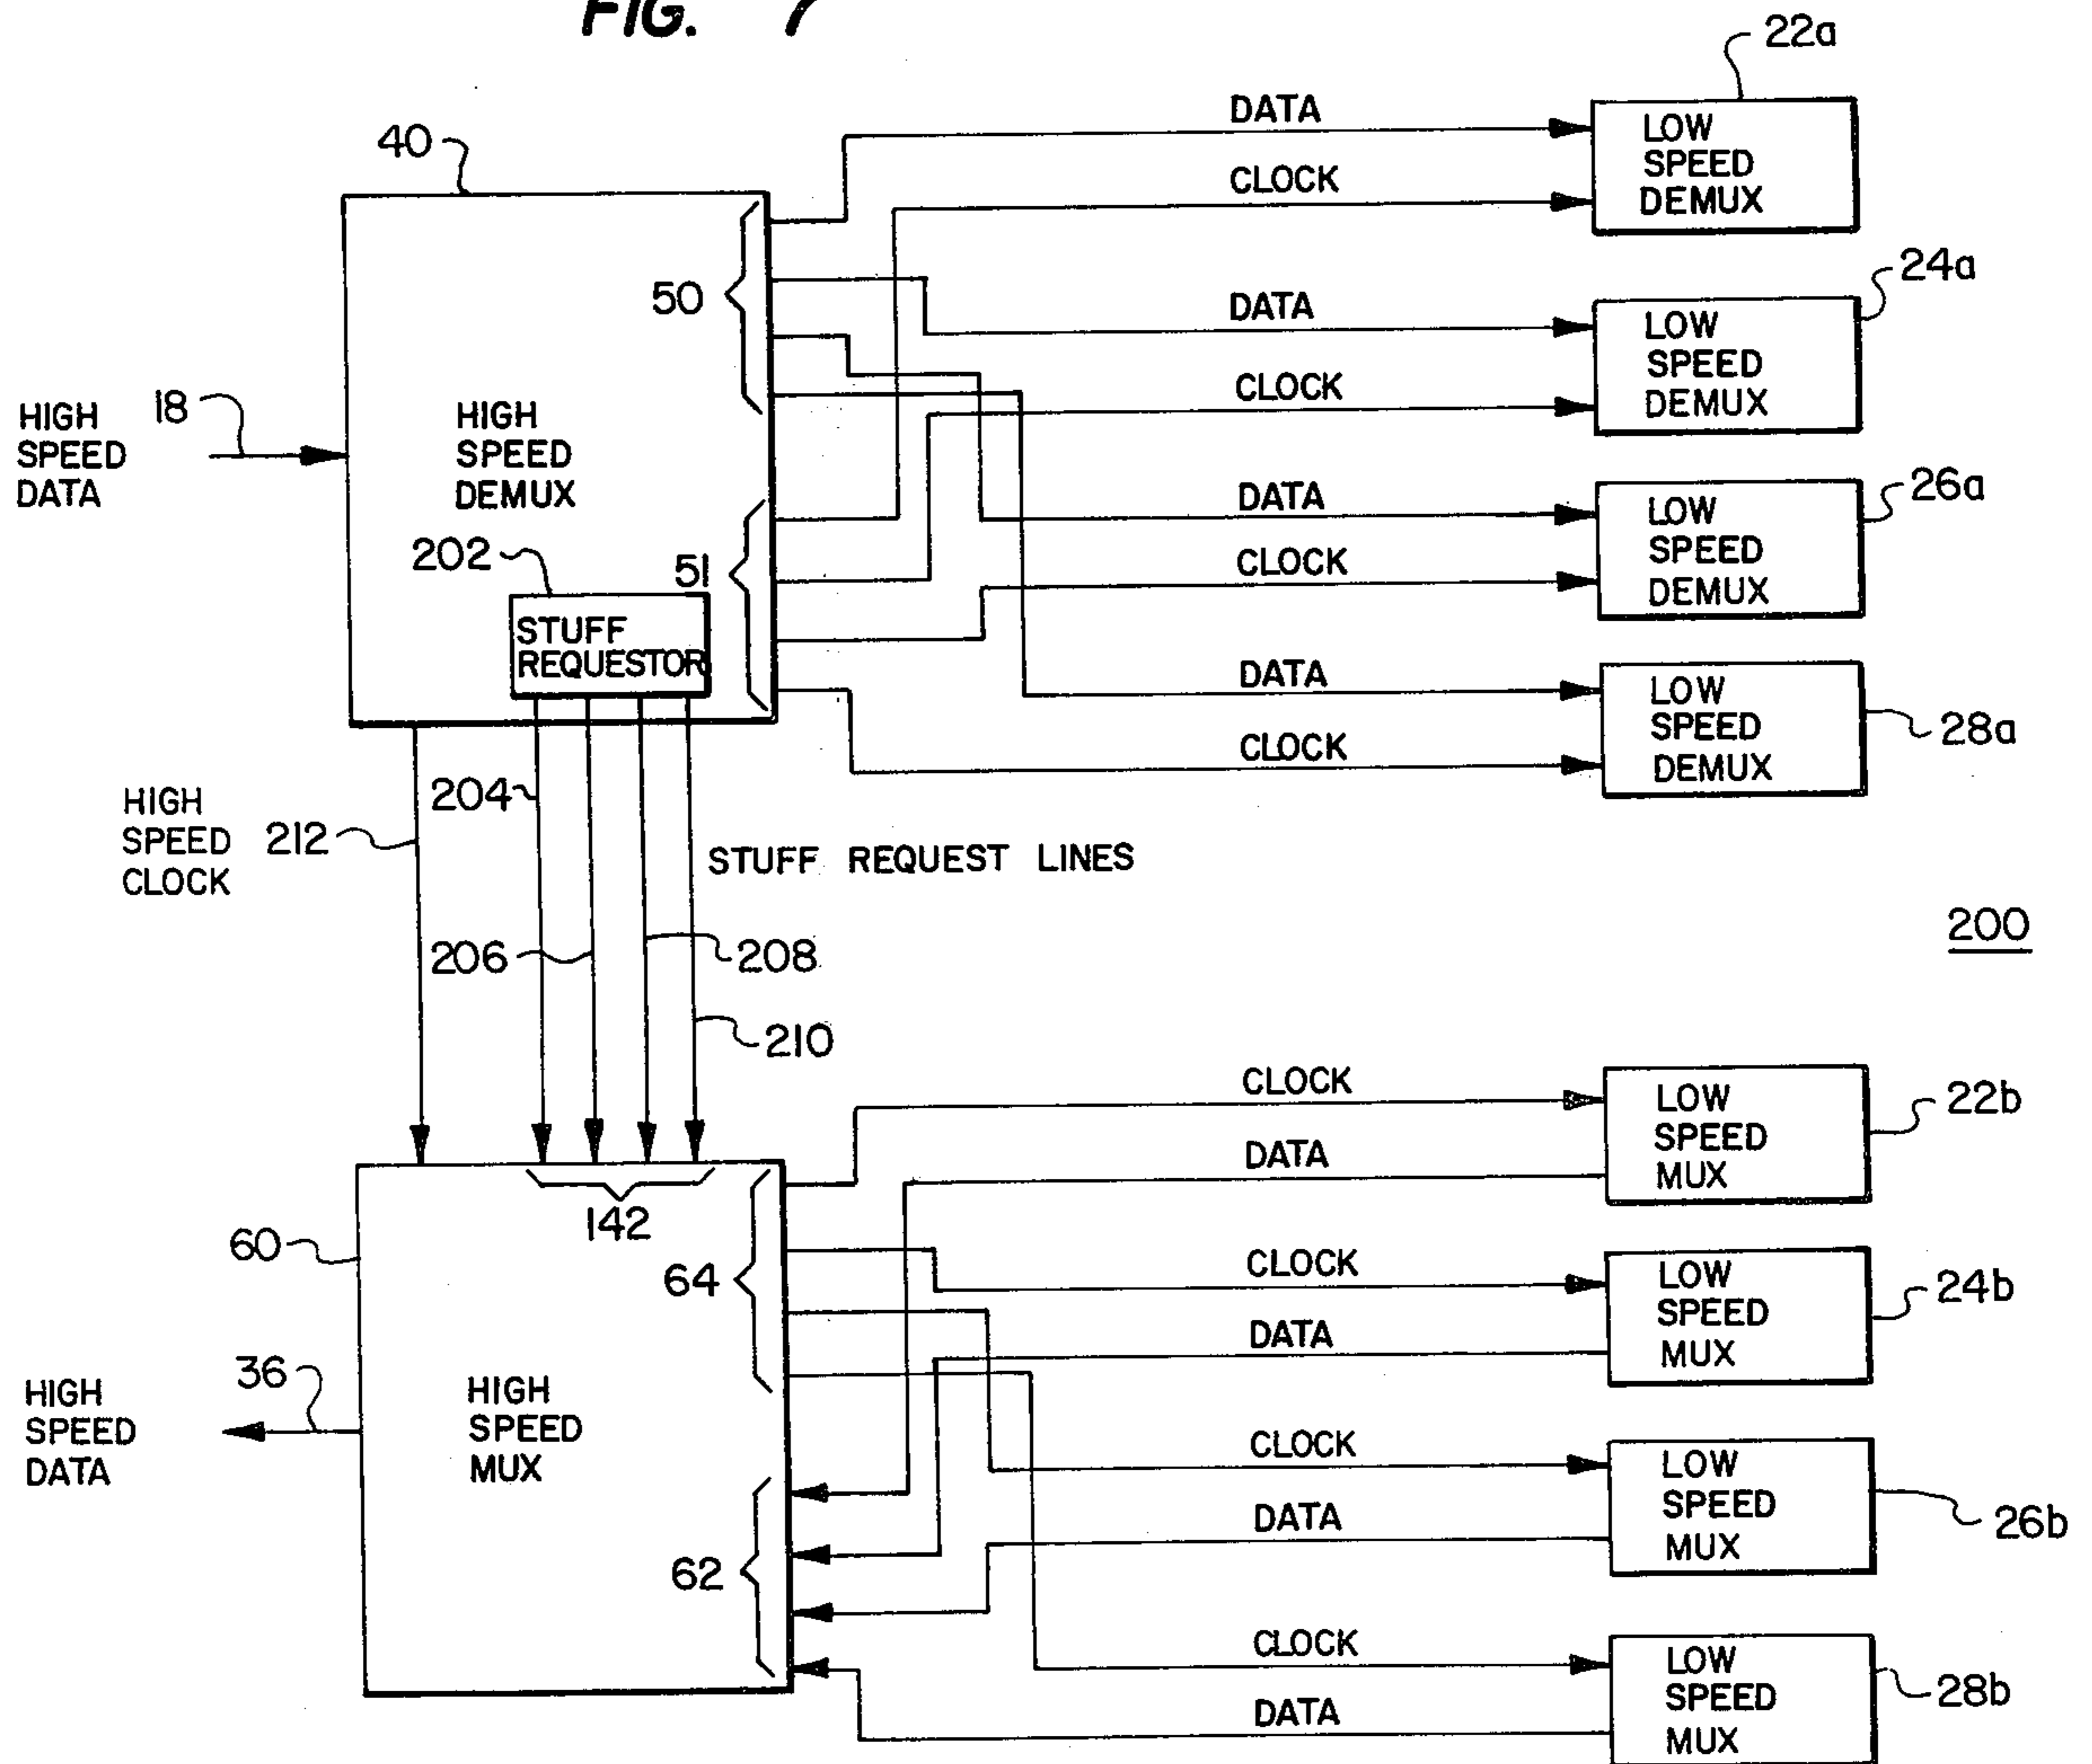 FIG. 7
22a
DATA
LOW
SPEED
DEMUX
40
CLOCK
24a
50
DATA
LOW
SPEED
DEMUX
CLOCK
HIGH
SPEED
DATA
18
HIGH
SPEED
DEMUX
26a
DATA
LOW
SPEED
DEMUX
202
51
CLOCK
STUFF
REQUESTOR
DATA
LOW
SPEED
DEMUX
28a
CLOCK
204
HIGH
SPEED
CLOCK
212
STUFF REQUEST LINES
200
206
208
210
CLOCK
LOW
SPEED
MUX
22b
DATA
142
60
64
CLOCK
LOW
SPEED
MUX
24b
DATA
36
HIGH
SPEED
DATA
HIGH
SPEED
MUX
CLOCK
LOW
SPEED
MUX
26b
DATA
62
CLOCK
LOW
SPEED
MUX
28b
DATA